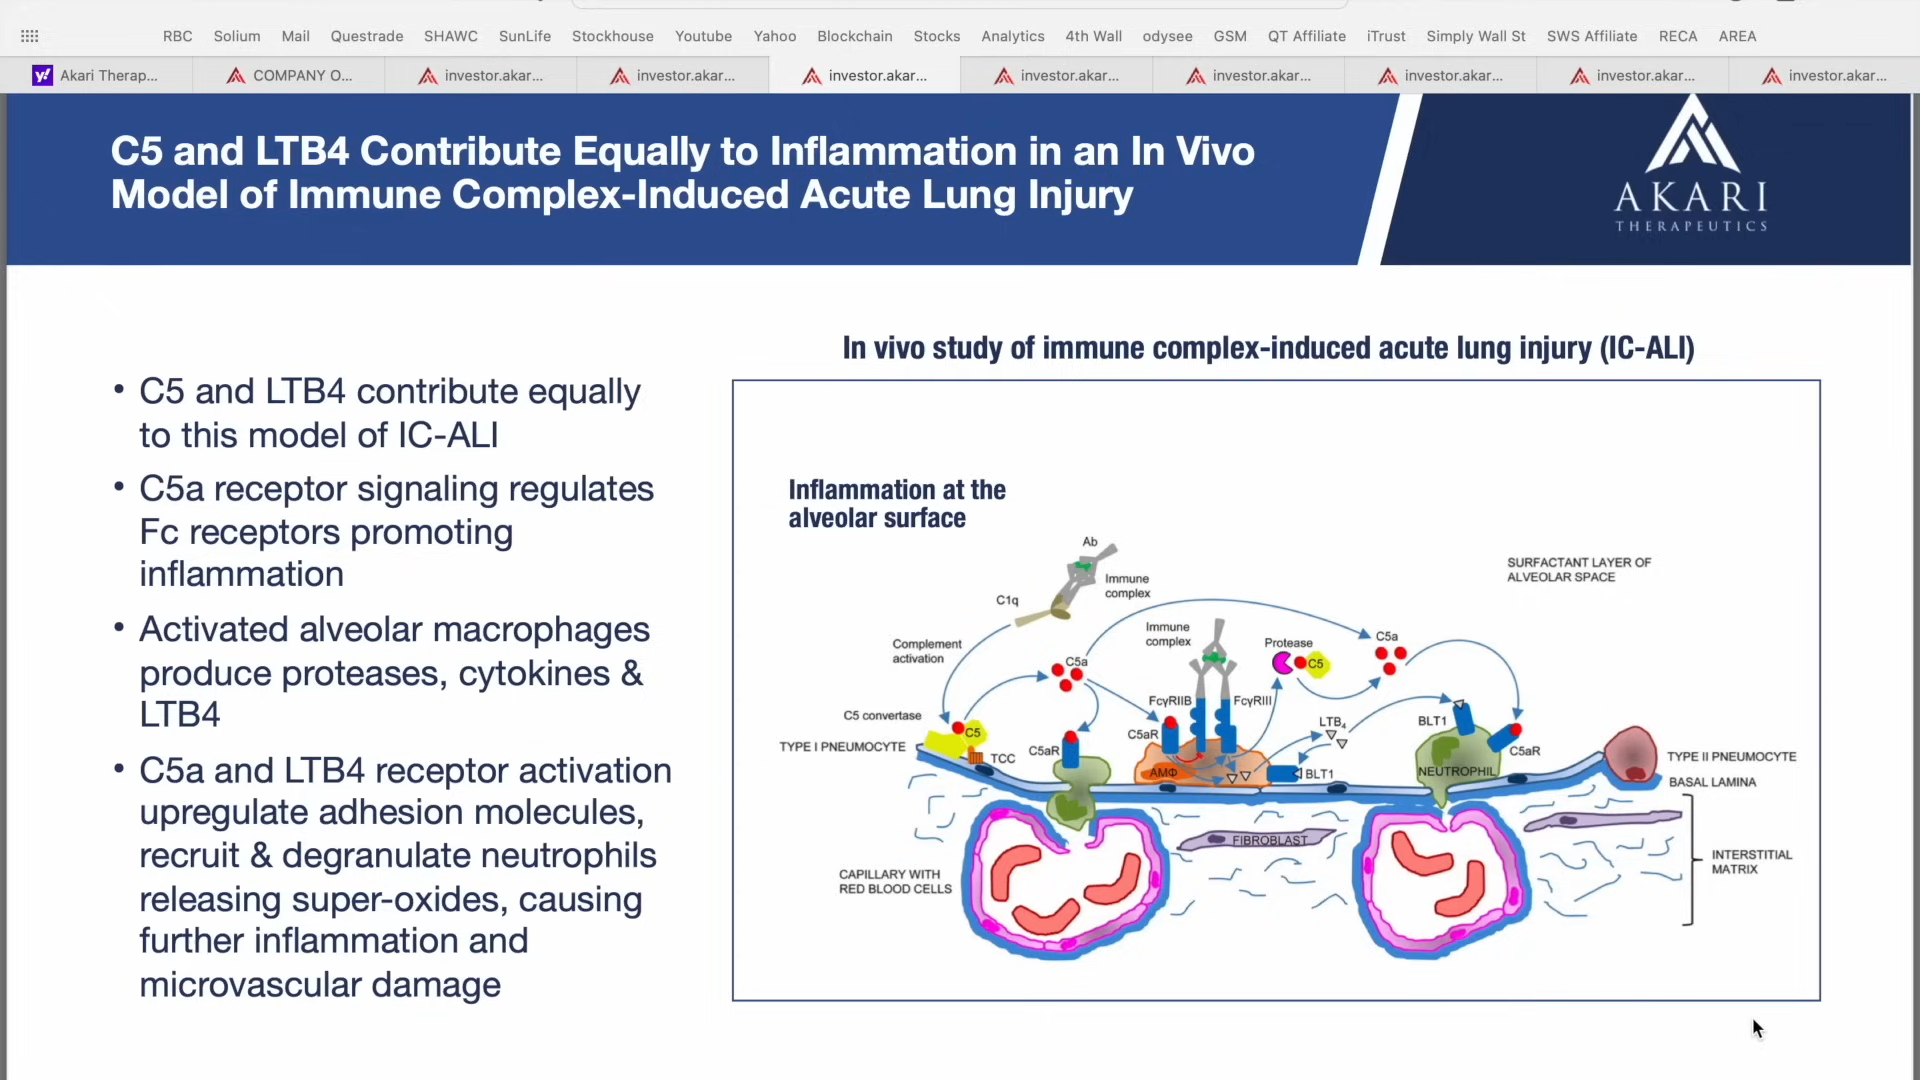 RBC Solium Mail Questrade SHAWC SunLife Stockhouse Youtube Yahoo Blockchain Stocks Analytics 4th Wall odysee GSM QT Affiliate iTrust Simply Wall St SWS Affiliate RECA AREA
y! Akari Therap... COMPANY O... investor.akar... investor.akar... investor.akar... investor.akar... investor.akar... investor.akar... investor.akar... investor.akar...
C5 and LTB4 Contribute Equally to Inflammation in an In Vivo
Model of Immune Complex-Induced Acute Lung Injury
AKARI
THERAPEUTICS
• C5 and LTB4 contribute equally
to this model of IC-ALI
• C5a receptor signaling regulates
Fc receptors promoting
inflammation
• Activated alveolar macrophages
produce proteases, cytokines &
LTB4
• C5a and LTB4 receptor activation
upregulate adhesion molecules,
recruit & degranulate neutrophils
releasing super-oxides, causing
further inflammation and
microvascular damage
In vivo study of immune complex-induced acute lung injury (IC-ALI)
Inflammation at the
alveolar surface
Ab
Immune
complex
C1q
Complement
activation
C5a
Immune
complex
Protease
C5
C5a
SURFACTANT LAYER OF
ALVEOLAR SPACE
FcγRIIB
FcγRIII
C5 convertase
C5
TYPE I PNEUMOCYTE
TCC
C5aR
C5aR
AMΦ
LTB₄
BLT1
BLT1
C5aR
NEUTROPHIL
TYPE II PNEUMOCYTE
BASAL LAMINA
FIBROBLAST
CAPILLARY WITH
RED BLOOD CELLS
INTERSTITIAL
MATRIX